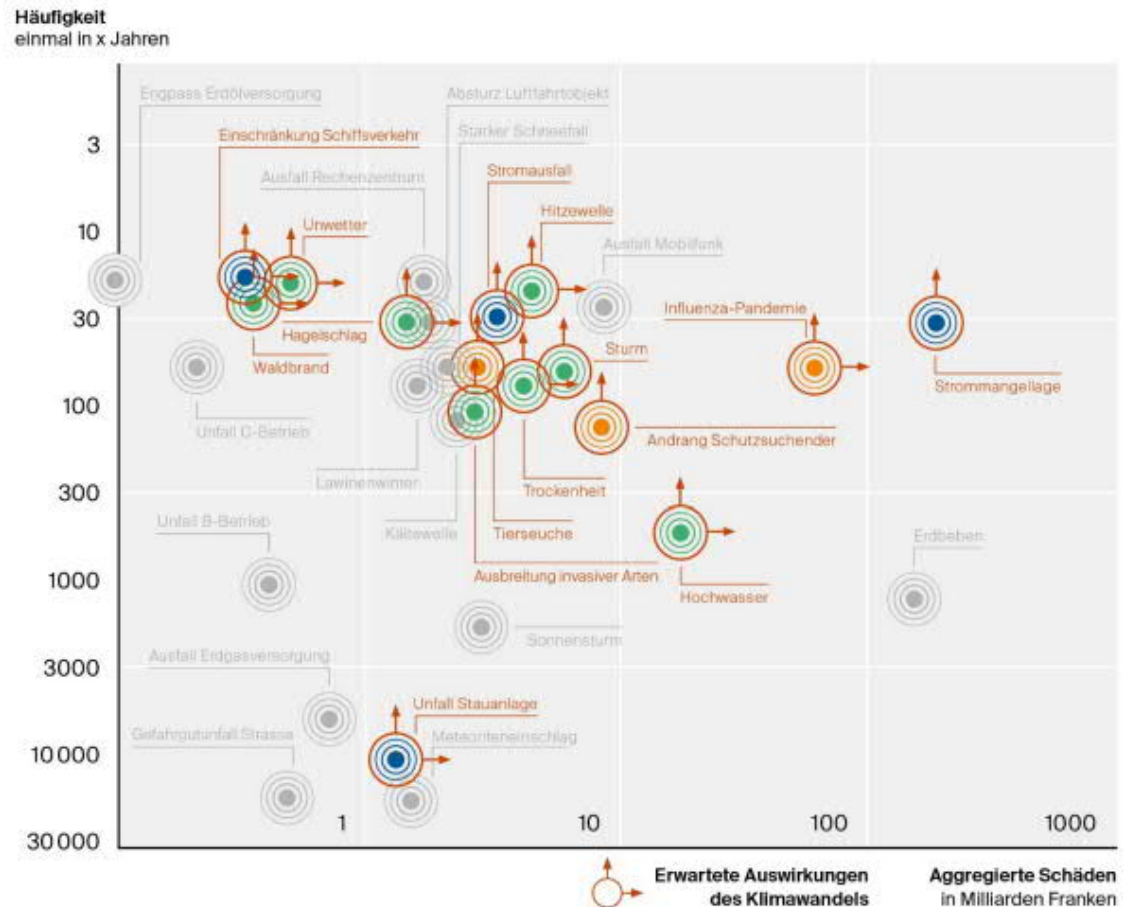 Häufigkeit
einmal in x Jahren
Engpass Erdölversorgung
Absturz Luftfahrtobjekt
Einschränkung Schiffsverkehr
Starker Schneefall
3
Ausfall Rechenzentrum
Stromausfall
Hitzewelle
Unwetter
10
Ausfall Mobilfunk
Influenza-Pandemie
30
Hagelschlag
Sturm
Waldbrand
Strommangellage
100
Unfall C-Betrieb
Andrang Schutzsuchender
Lawinenwinter
Trockenheit
300
Unfall B-Betrieb
Kältewelle
Tierseuche
Erdbeben
Ausbreitung invasiver Arten
1000
Hochwasser
Sonnensturm
Ausfall Erdgasversorgung
3000
Unfall Stauanlage
Gefahrgutunfall Strasse
Meteoriteneinschlag
10 000
1
10
100
1000
30 000
Erwartete Auswirkungen
des Klimawandels
Aggregierte Schäden
in Milliarden Franken